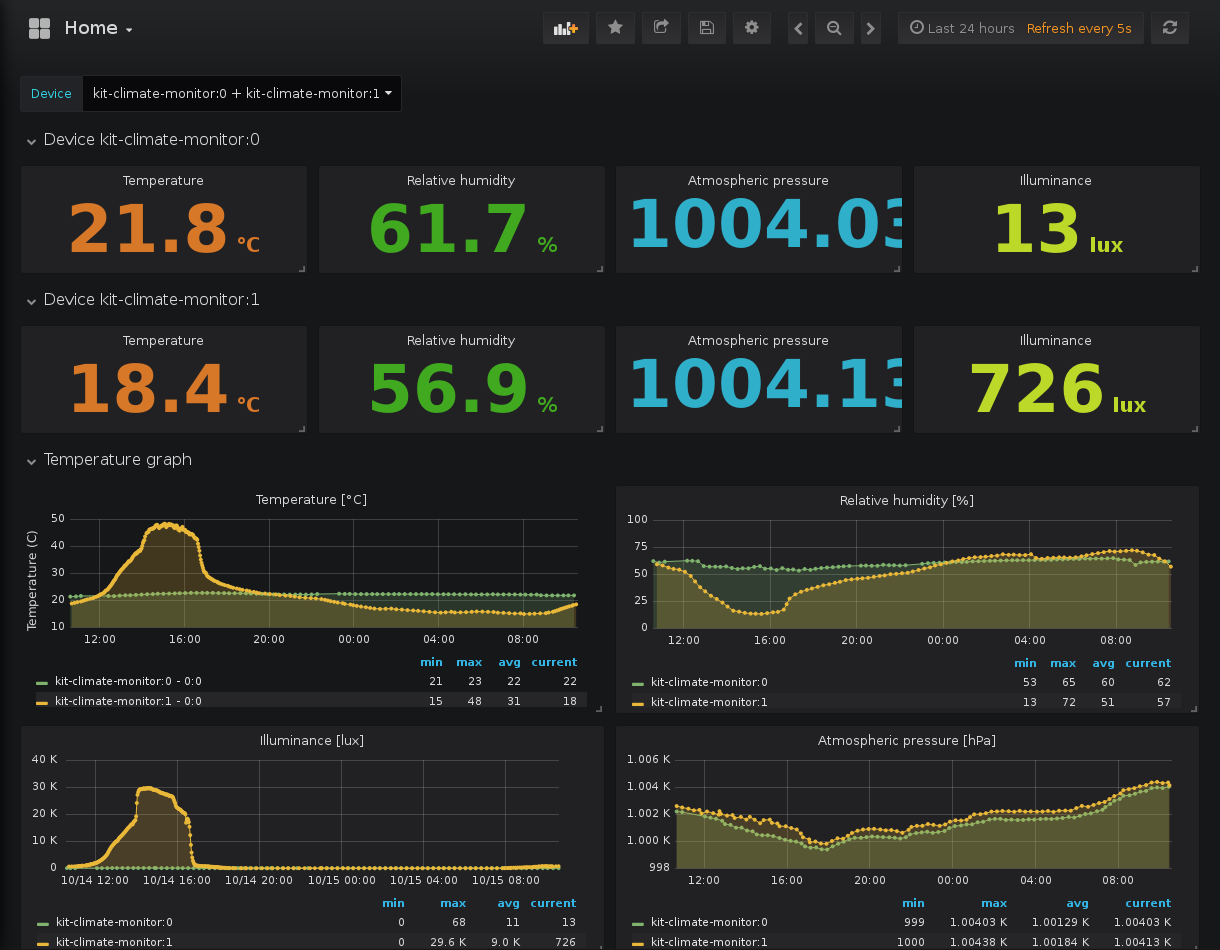 Home
Last 24 hours Refresh every 5s
Device kit-climate-monitor:0 + kit-climate-monitor:1
Device kit-climate-monitor:0
Temperature Relative humidity Atmospheric pressure Illuminance
21.8 °C 61.7 % 1004.03 13 lux
Device kit-climate-monitor:1
Temperature Relative humidity Atmospheric pressure Illuminance
18.4 °C 56.9 % 1004.13 726 lux
Temperature graph
Temperature [°C]
Temperature (C)
50
40
30
20
10
12:00 16:00 20:00 00:00 04:00 08:00
min max avg current
kit-climate-monitor:0 - 0:0 21 23 22 22
kit-climate-monitor:1 - 0:0 15 48 31 18
Relative humidity [%]
100
75
50
25
0
12:00 16:00 20:00 00:00 04:00 08:00
min max avg current
kit-climate-monitor:0 53 65 60 62
kit-climate-monitor:1 13 72 51 57
Illuminance [lux]
40 K
30 K
20 K
10 K
0
10/14 12:00 10/14 16:00 10/14 20:00 10/15 00:00 10/15 04:00 10/15 08:00
min max avg current
kit-climate-monitor:0 0 68 11 13
kit-climate-monitor:1 0 29.6 K 9.0 K 726
Atmospheric pressure [hPa]
1.006 K
1.004 K
1.002 K
1.000 K
998
12:00 16:00 20:00 00:00 04:00 08:00
min max avg current
kit-climate-monitor:0 999 1.00403 K 1.00129 K 1.00403 K
kit-climate-monitor:1 1000 1.00438 K 1.00184 K 1.00413 K